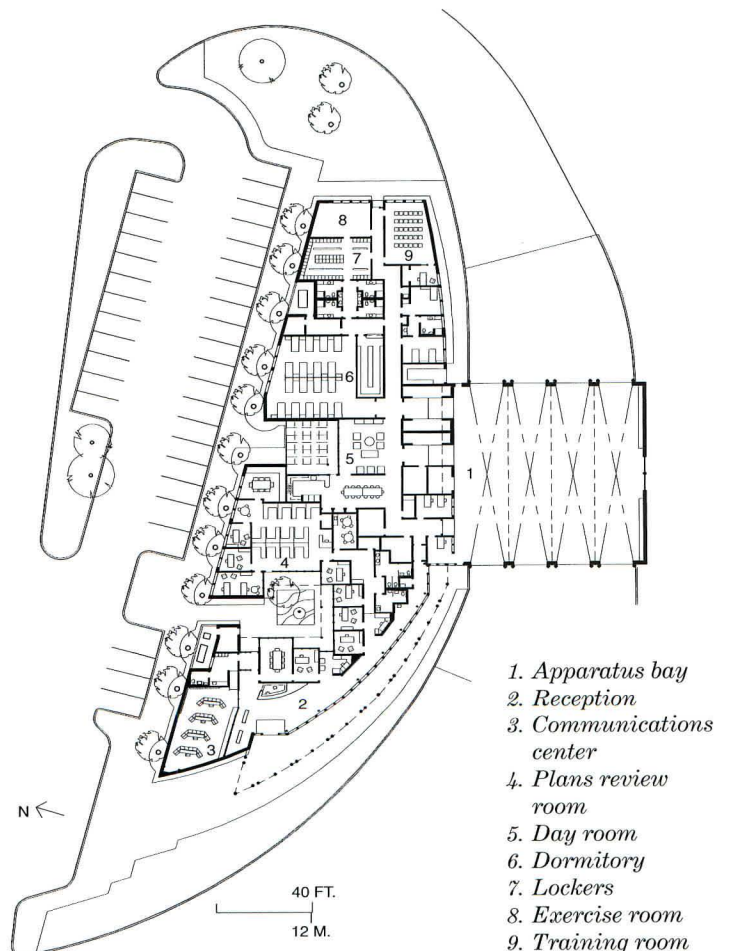 8
7
9
6
5
1
4
2
3
N
40 FT.
12 M.
1. Apparatus bay
2. Reception
3. Communications
center
4. Plans review
room
5. Day room
6. Dormitory
7. Lockers
8. Exercise room
9. Training room